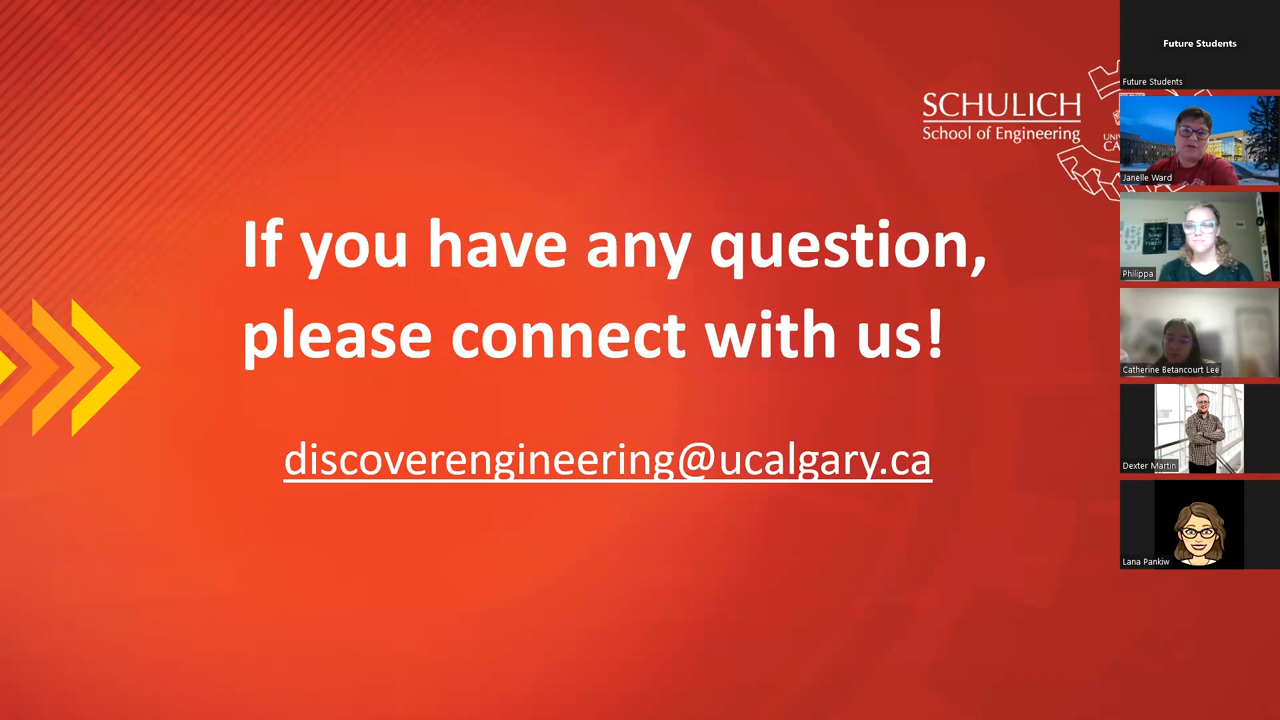 Future Students
Future Students
SCHULICH
School of Engineering
Janelle Ward
If you have any question,
please connect with us!
Philippa
Catherine Betancourt Lee
discoverengineering@ucalgary.ca
Dexter Martin
Lana Pankiw